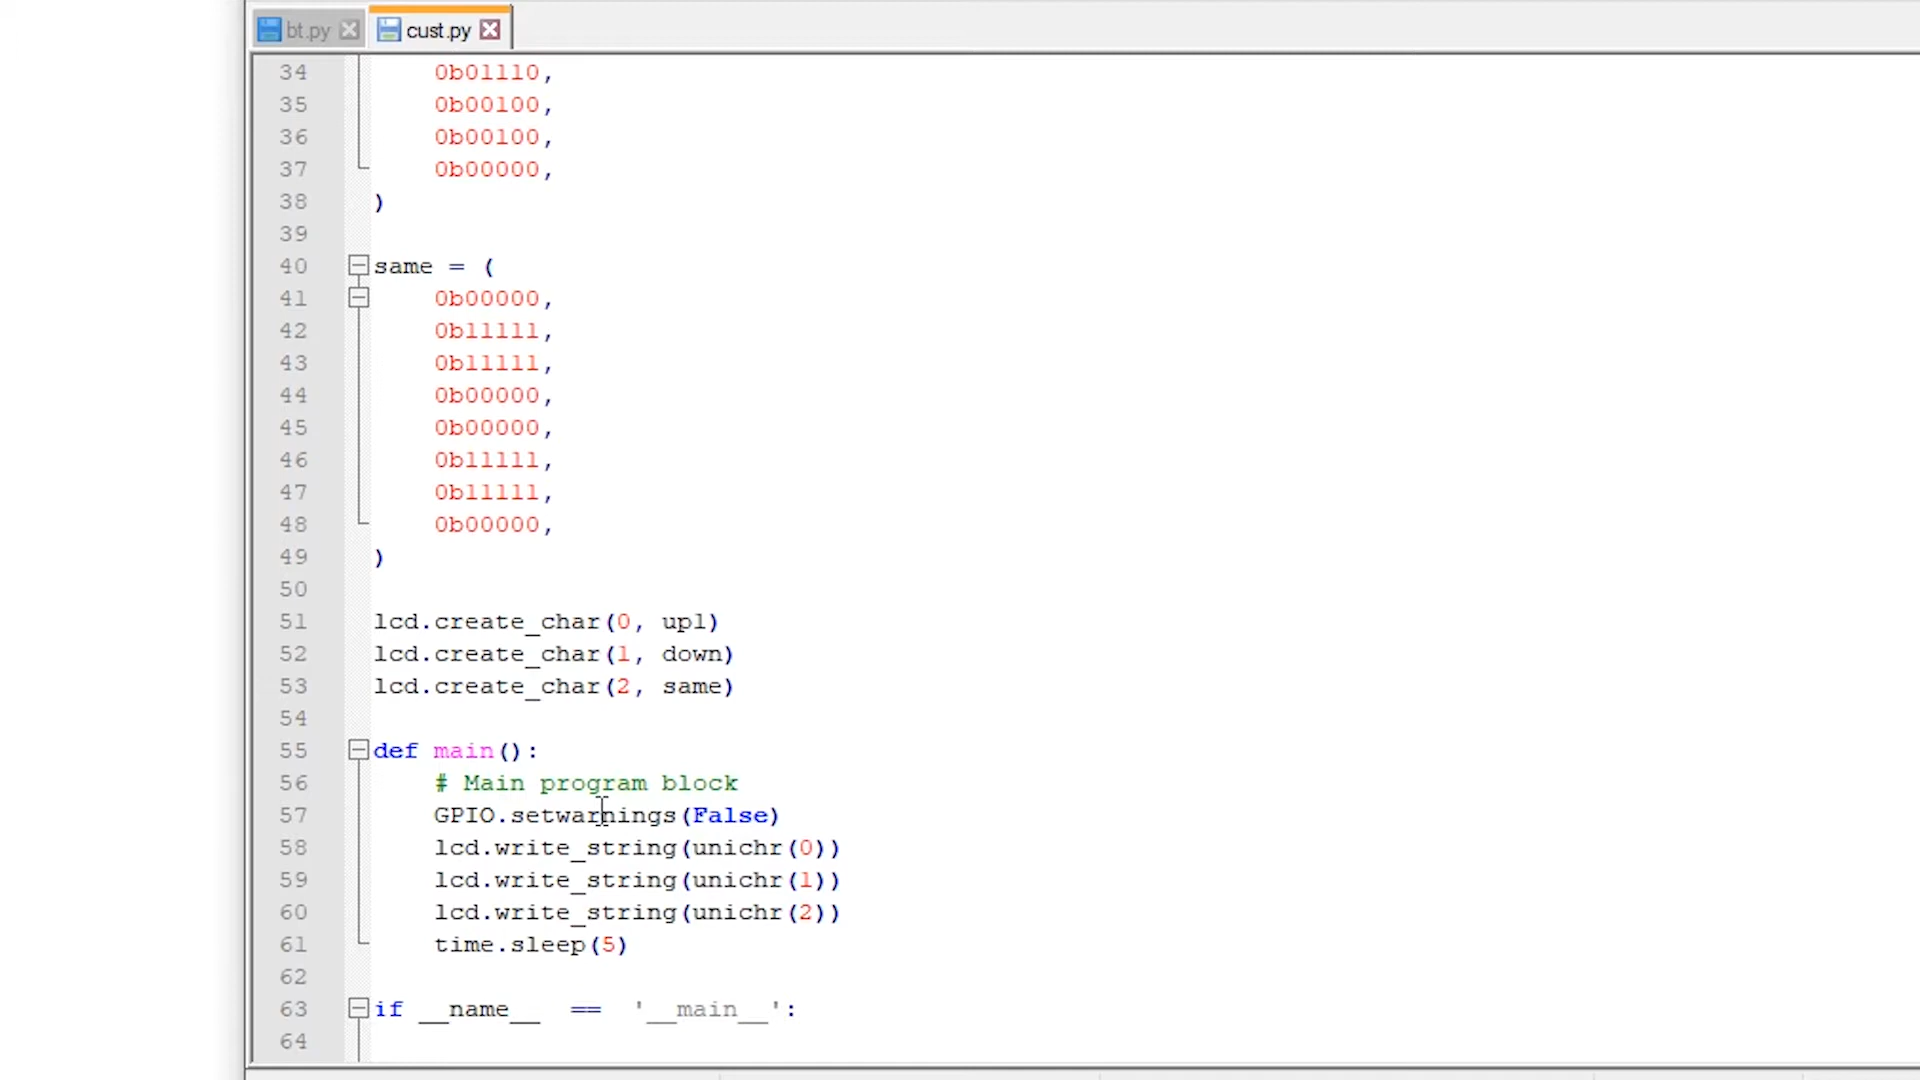 bt.py cust.py
34 0b01110,
35 0b00100,
36 0b00100,
37 0b00000,
38 )
39
40 same = (
41 0b00000,
42 0b11111,
43 0b11111,
44 0b00000,
45 0b00000,
46 0b11111,
47 0b11111,
48 0b00000,
49 )
50
51 lcd.create_char(0, upl)
52 lcd.create_char(1, down)
53 lcd.create_char(2, same)
54
55 def main():
56 # Main program block
57 GPIO.setwarnings(False)
58 lcd.write_string(unichr(0))
59 lcd.write_string(unichr(1))
60 lcd.write_string(unichr(2))
61 time.sleep(5)
62
63 if __name__ == '__main__':
64